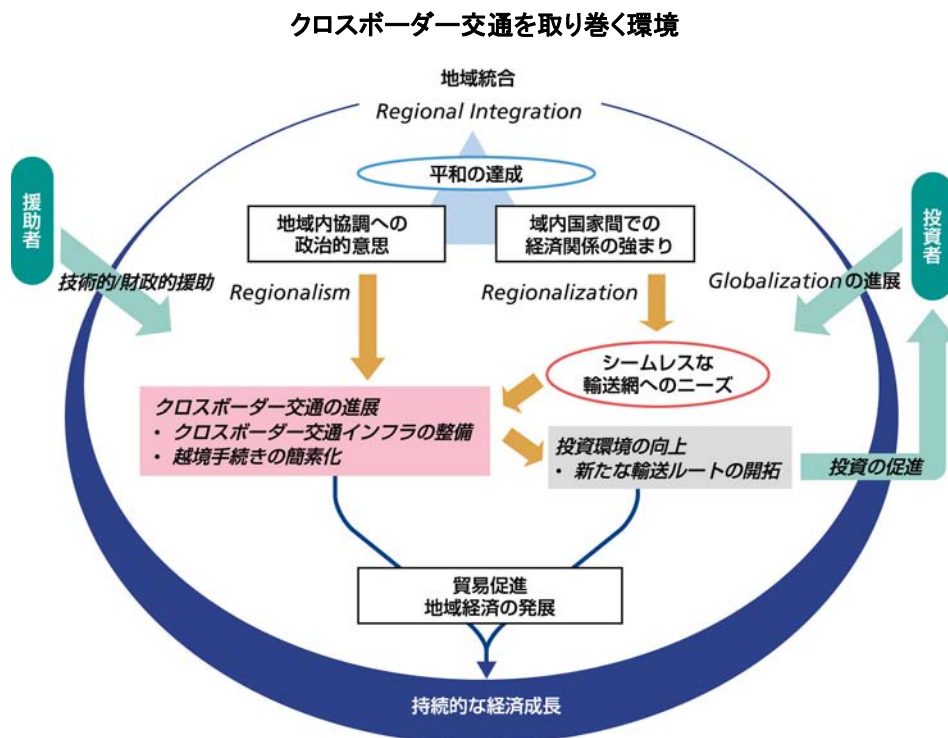 クロスボーダー交通を取り巻く環境
地域統合
Regional Integration
平和の達成
援助者
投資者
地域内協調への
政治的意思
域内国家間での
経済関係の強まり
技術的/財政的援助
Regionalism
Regionalization
Globalizationの進展
シームレスな
輸送網へのニーズ
クロスボーダー交通の進展
・ クロスボーダー交通インフラの整備
・ 越境手続きの簡素化
投資環境の向上
・ 新たな輸送ルートの開拓
投資の促進
貿易促進
地域経済の発展
持続的な経済成長